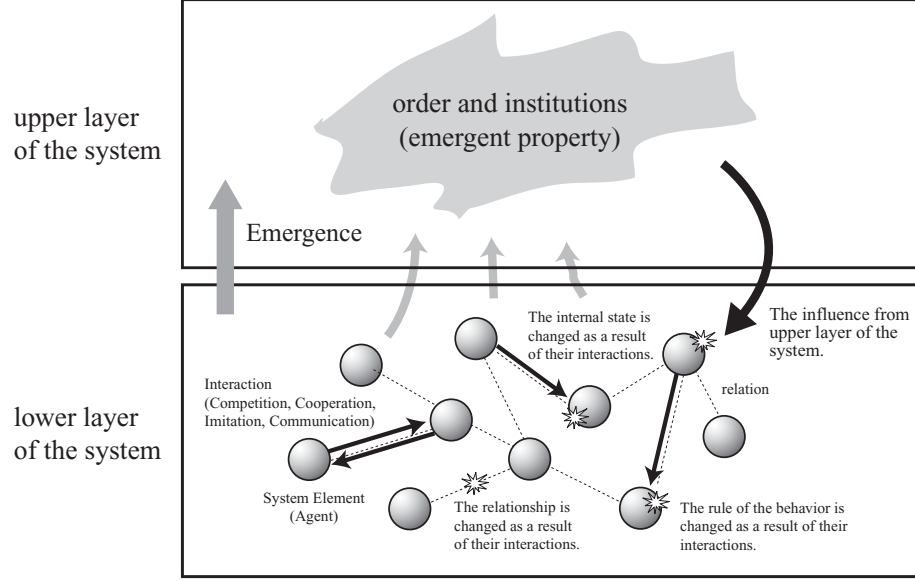 upper layer
of the system
order and institutions
(emergent property)
Emergence
The influence from
upper layer of the
system.
The internal state is
changed as a result
of their interactions.
relation
Interaction
(Competition, Cooperation,
Imitation, Communication)
lower layer
of the system
System Element
(Agent)
The relationship is
changed as a result
of their interactions.
The rule of the behavior is
changed as a result of their
interactions.